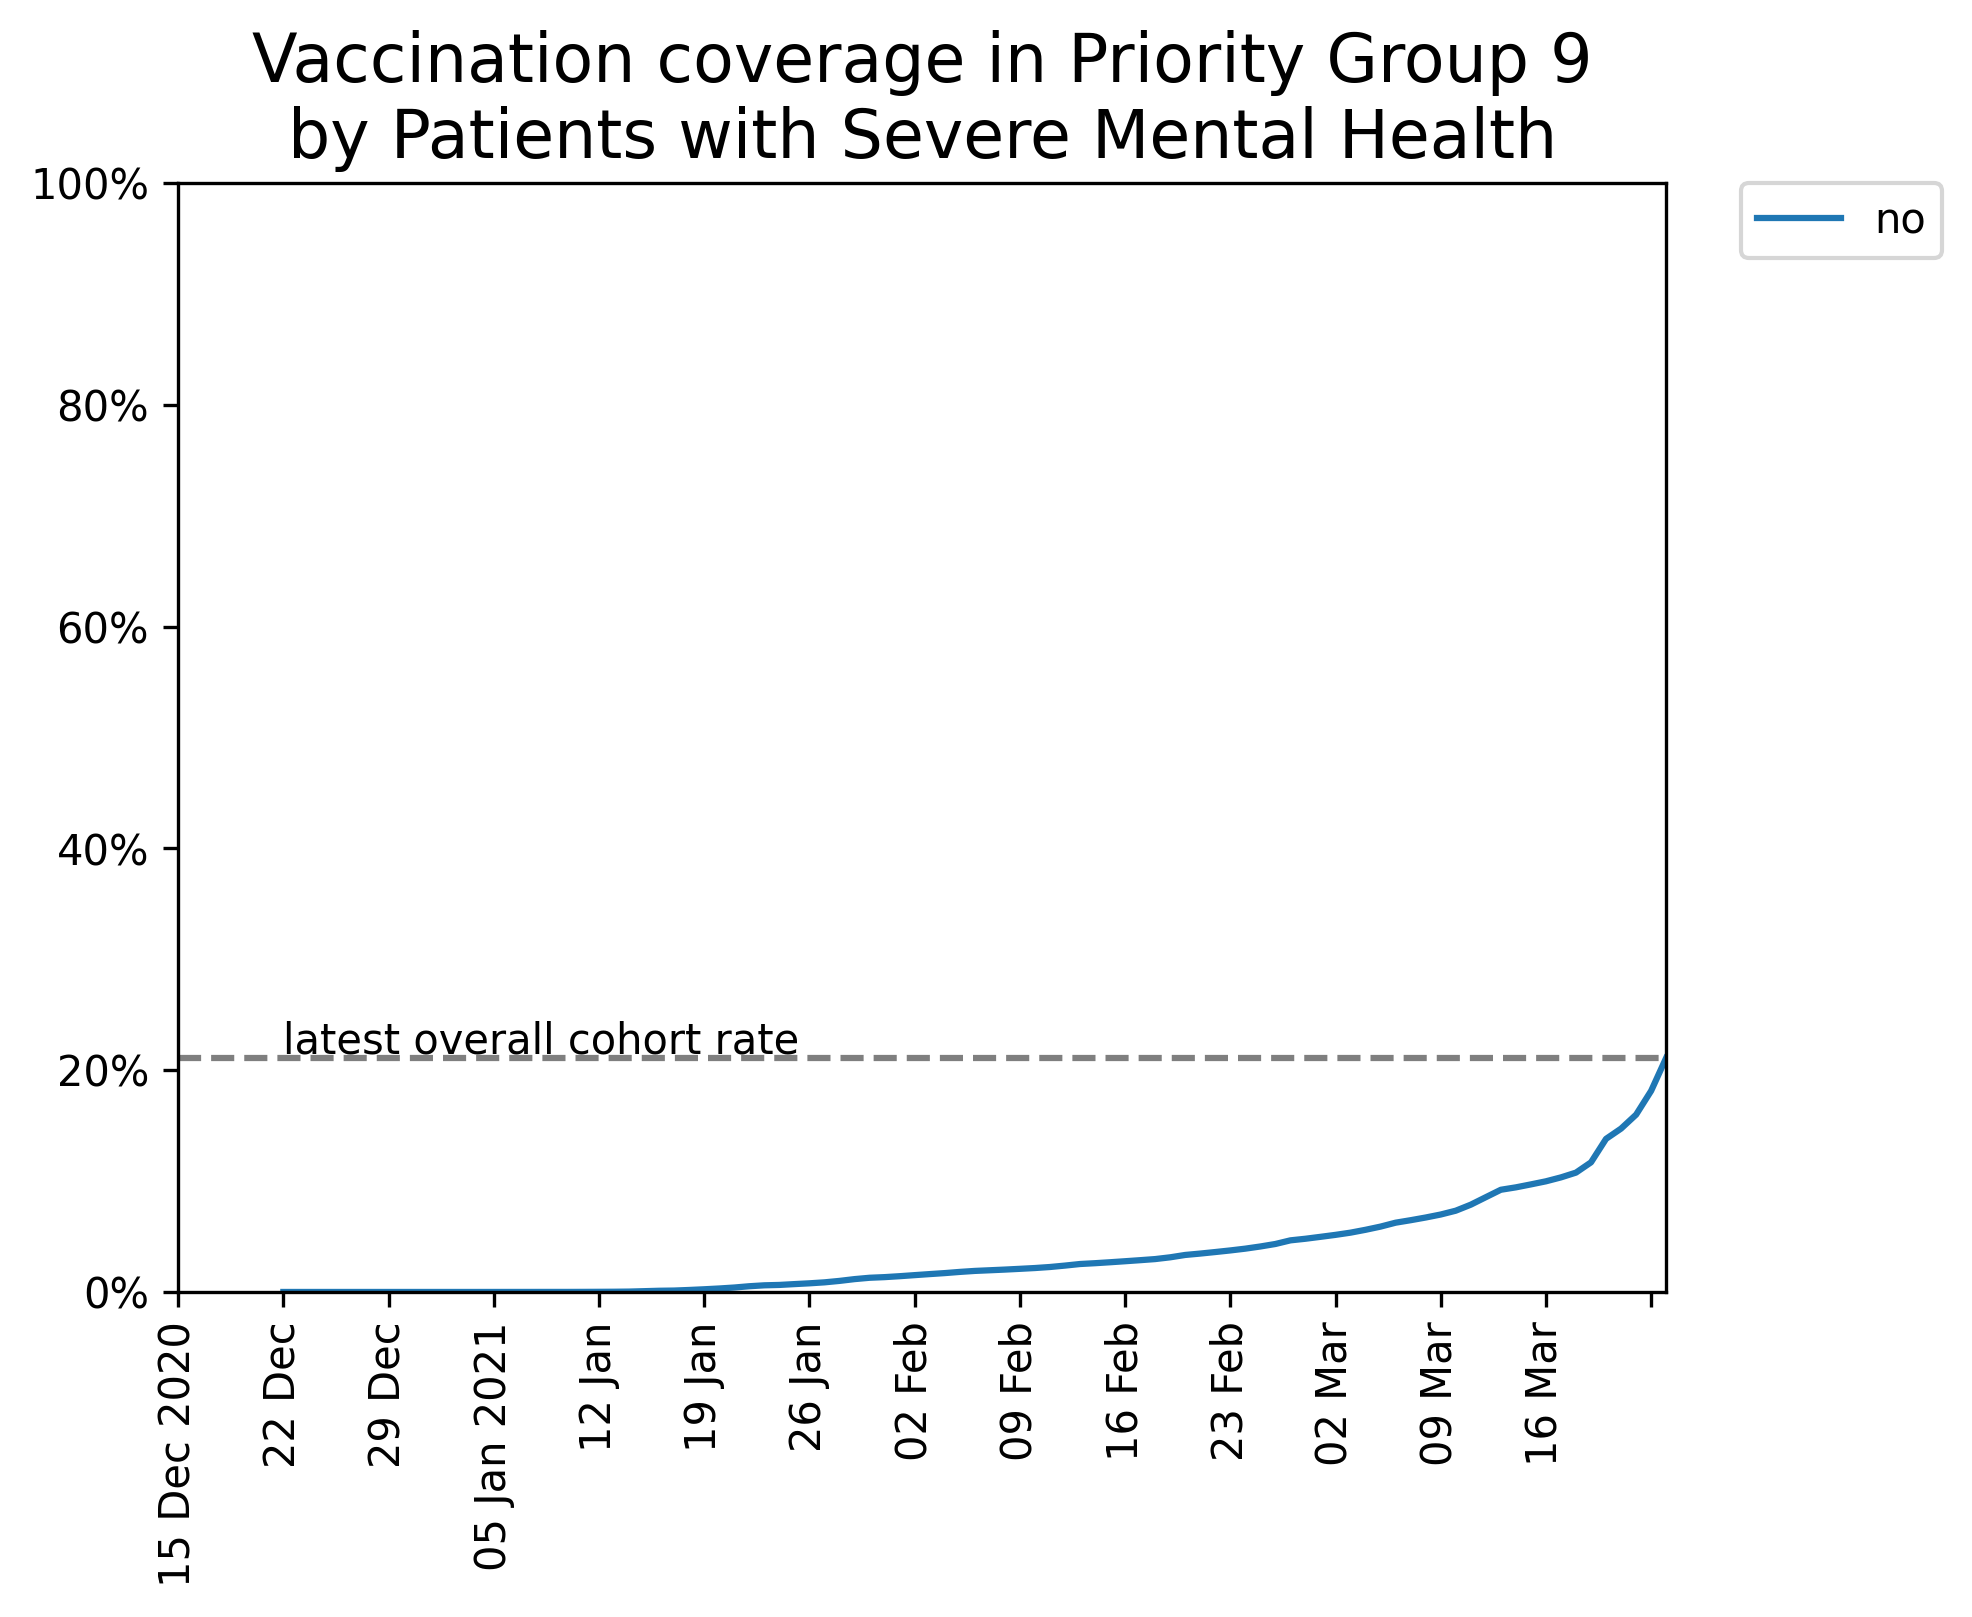 Vaccination coverage in Priority Group 9
by Patients with Severe Mental Health
100%
80%
60%
40%
20%
0%
no
latest overall cohort rate
15 Dec 2020
22 Dec
29 Dec
05 Jan 2021
12 Jan
19 Jan
26 Jan
02 Feb
09 Feb
16 Feb
23 Feb
02 Mar
09 Mar
16 Mar